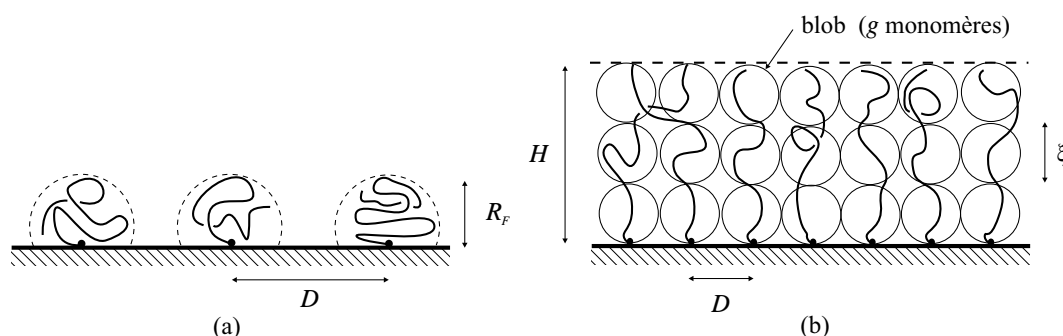 blob (g monomères)
H
ξ
R_F
D
D
(a)
(b)